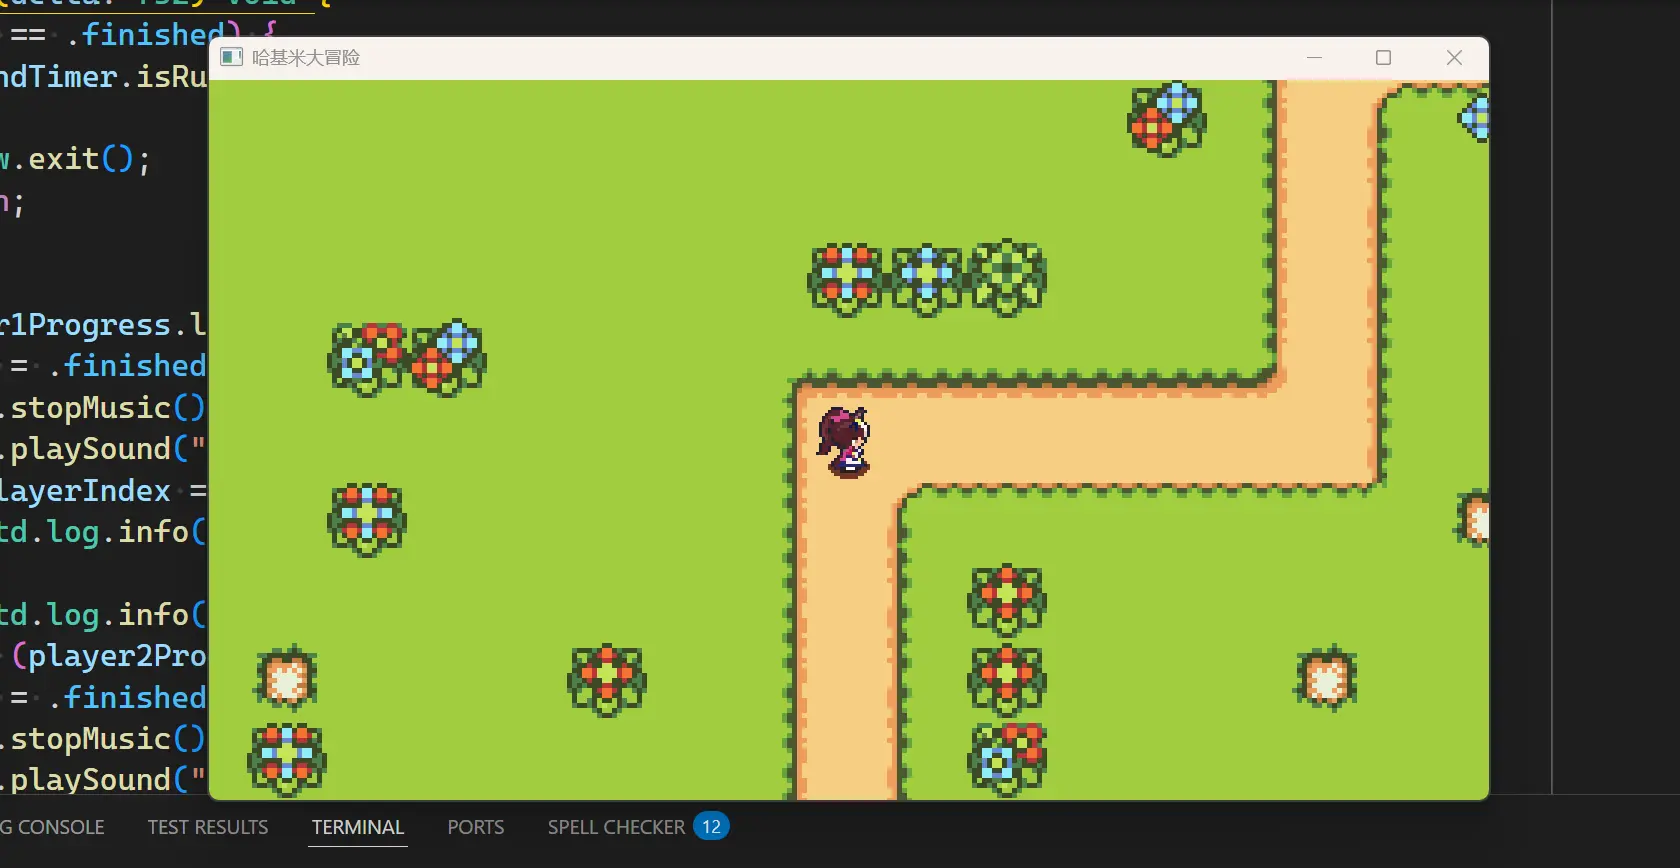 == .finished) {
哈基米大冒险
ndTimer.isRu
w.exit();
n;
r1Progress.l
= .finished
.stopMusic()
.playSound("
layerIndex =
td.log.info(
td.log.info(
(player2Pro
= .finished
.stopMusic()
.playSound("
G CONSOLE
TEST RESULTS
TERMINAL
PORTS
SPELL CHECKER
12